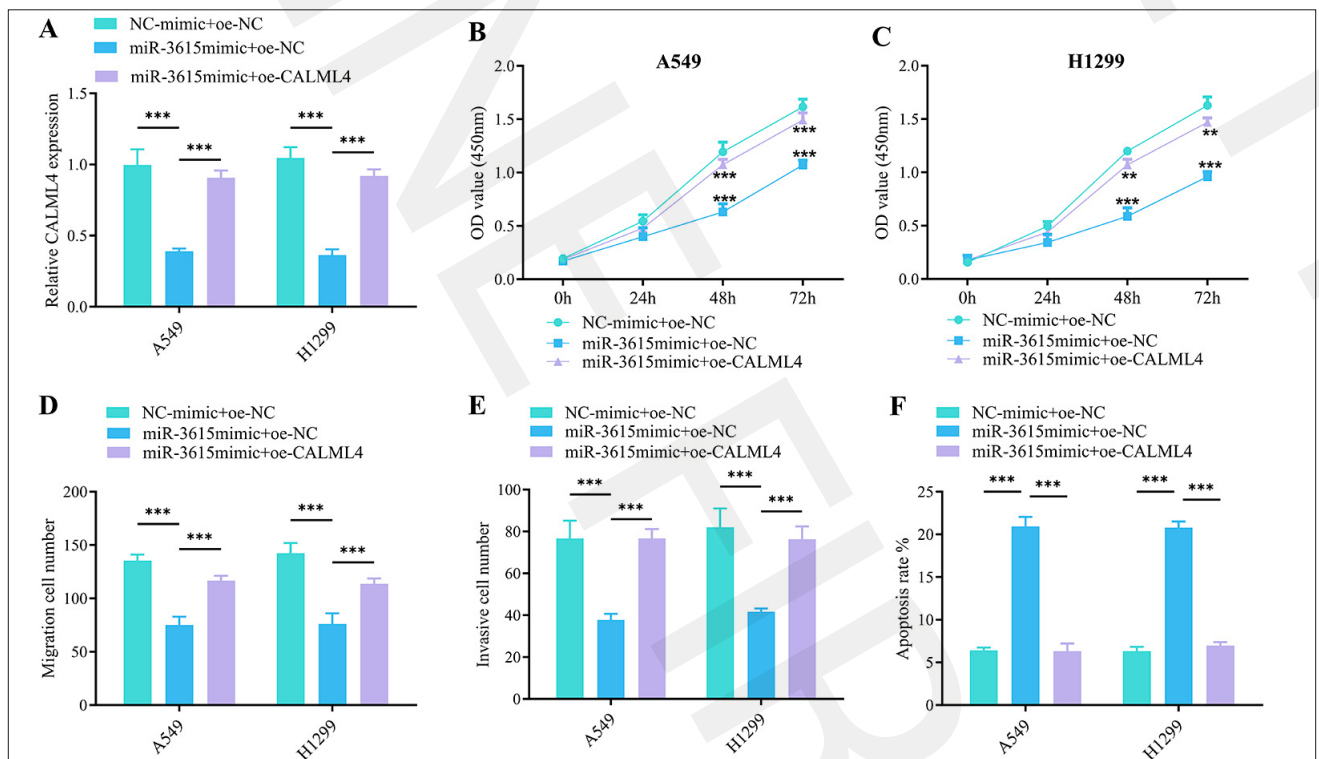 A
NC-mimic+oe-NC
miR-3615mimic+oe-NC
miR-3615mimic+oe-CALML4
Relative CALML4 expression
1.5
1.0
0.5
0.0
*** *** *** ***
A549 H1299
B
A549
OD value (450nm)
2.0
1.5
1.0
0.5
0.0
***
***
***
***
0h 24h 48h 72h
NC-mimic+oe-NC
miR-3615mimic+oe-NC
miR-3615mimic+oe-CALML4
C
H1299
OD value (450nm)
2.0
1.5
1.0
0.5
0.0
**
***
**
***
0h 24h 48h 72h
NC-mimic+oe-NC
miR-3615mimic+oe-NC
miR-3615mimic+oe-CALML4
D
NC-mimic+oe-NC
miR-3615mimic+oe-NC
miR-3615mimic+oe-CALML4
Migration cell number
200
150
100
50
0
*** *** *** ***
A549 H1299
E
NC-mimic+oe-NC
miR-3615mimic+oe-NC
miR-3615mimic+oe-CALML4
Invasive cell number
100
80
60
40
20
0
*** *** *** ***
A549 H1299
F
NC-mimic+oe-NC
miR-3615mimic+oe-NC
miR-3615mimic+oe-CALML4
Apoptosis rate %
25
20
15
10
5
0
*** *** *** ***
A549 H1299